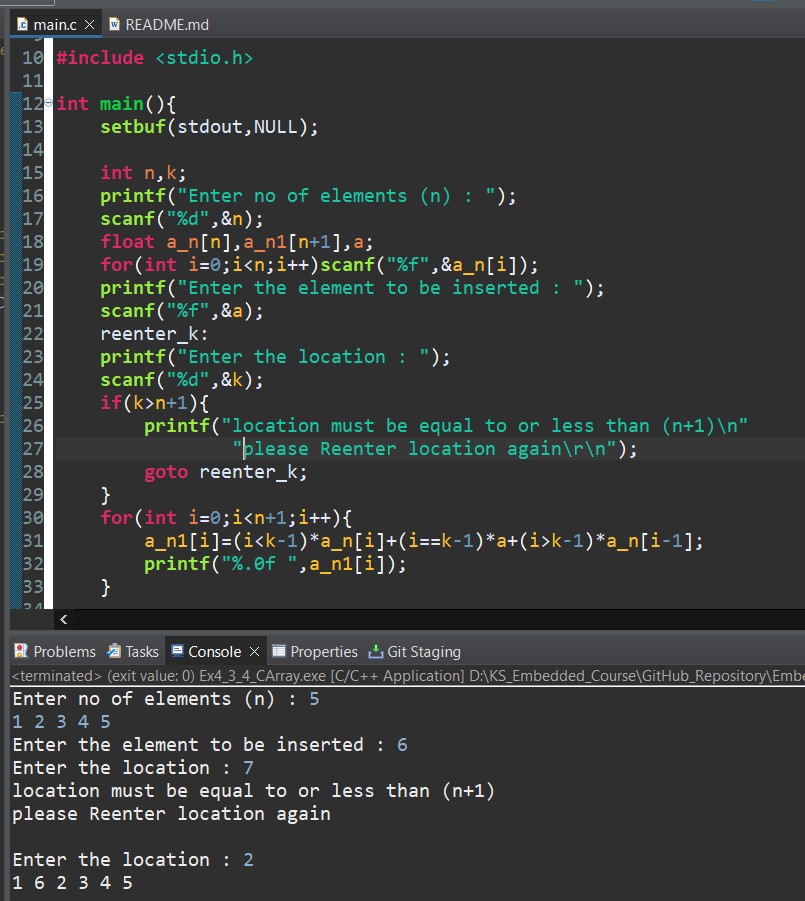 main.c README.md
10 #include <stdio.h>
11
12 int main(){
13 setbuf(stdout,NULL);
14
15 int n,k;
16 printf("Enter no of elements (n) : ");
17 scanf("%d",&n);
18 float a_n[n],a_n1[n+1],a;
19 for(int i=0;i<n;i++)scanf("%f",&a_n[i]);
20 printf("Enter the element to be inserted : ");
21 scanf("%f",&a);
22 reenter_k:
23 printf("Enter the location : ");
24 scanf("%d",&k);
25 if(k>n+1){
26 printf("location must be equal to or less than (n+1)\n"
27 "please Reenter location again\r\n");
28 goto reenter_k;
29 }
30 for(int i=0;i<n+1;i++){
31 a_n1[i]=(i<k-1)*a_n[i]+(i==k-1)*a+(i>k-1)*a_n[i-1];
32 printf("%.0f ",a_n1[i]);
33 }
Problems Tasks Console Properties Git Staging
<terminated> (exit value: 0) Ex4_3_4_CArray.exe [C/C++ Application] D:\KS_Embedded_Course\GitHub_Repository\Embe
Enter no of elements (n) : 5
1 2 3 4 5
Enter the element to be inserted : 6
Enter the location : 7
location must be equal to or less than (n+1)
please Reenter location again
Enter the location : 2
1 6 2 3 4 5